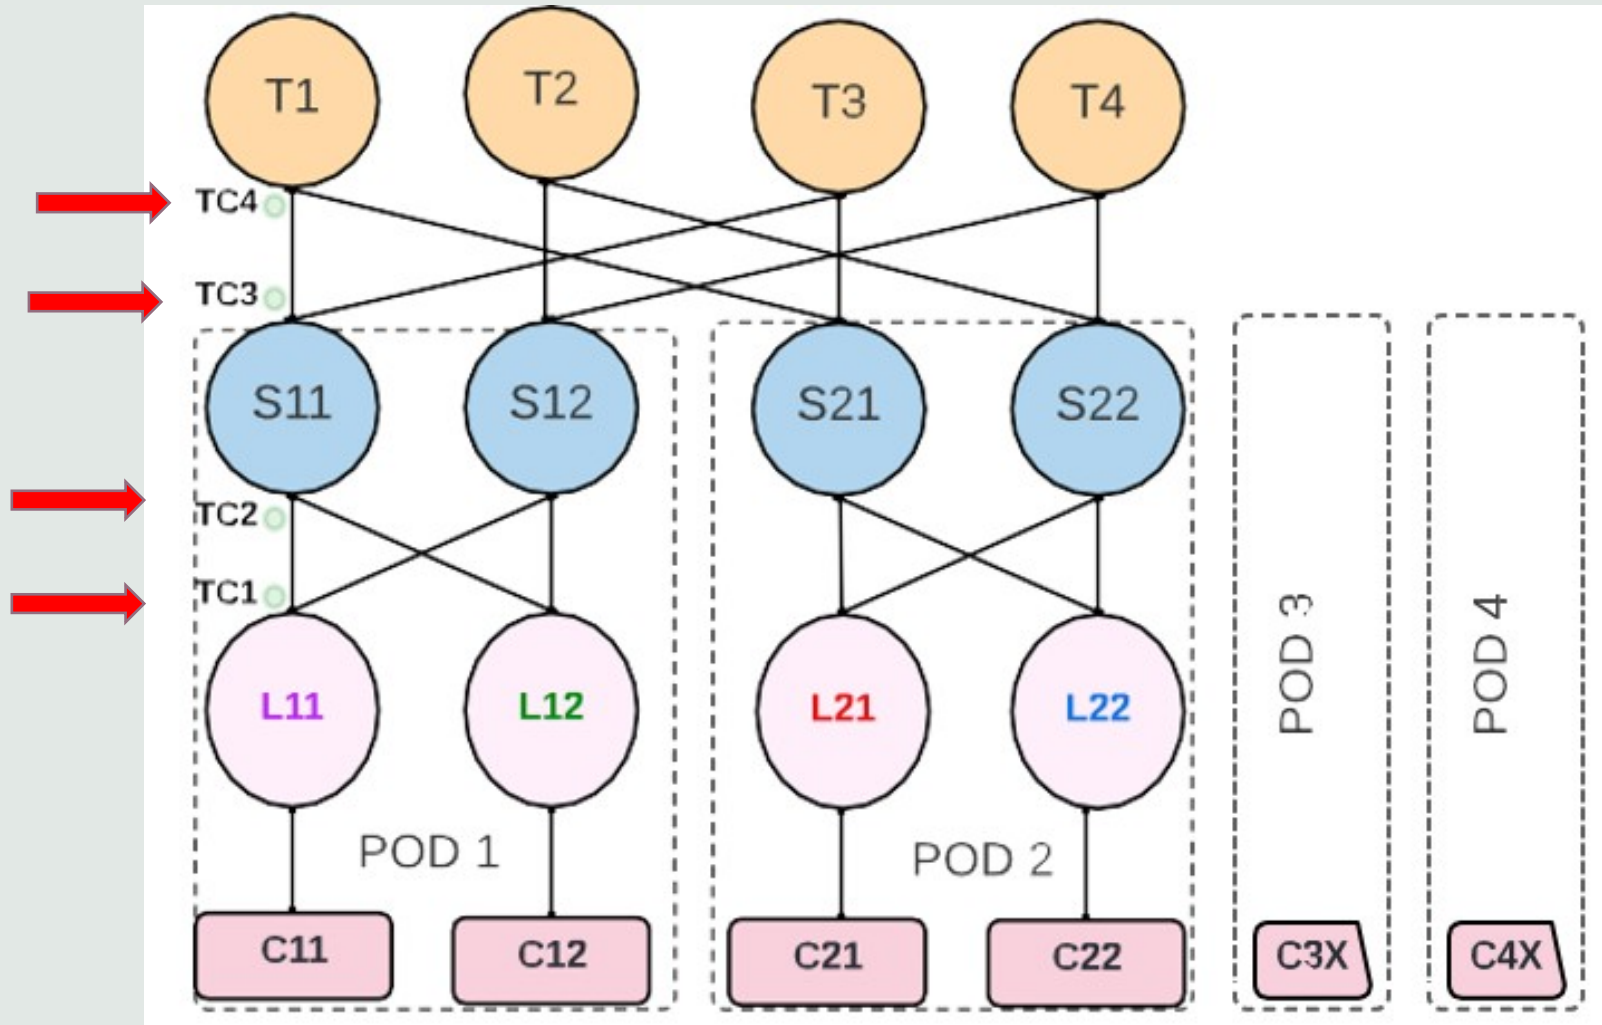 T1
T2
T3
T4
TC4
TC3
S11
S12
S21
S22
TC2
TC1
L11
L12
L21
L22
POD 1
POD 2
POD 3
POD 4
C11
C12
C21
C22
C3X
C4X